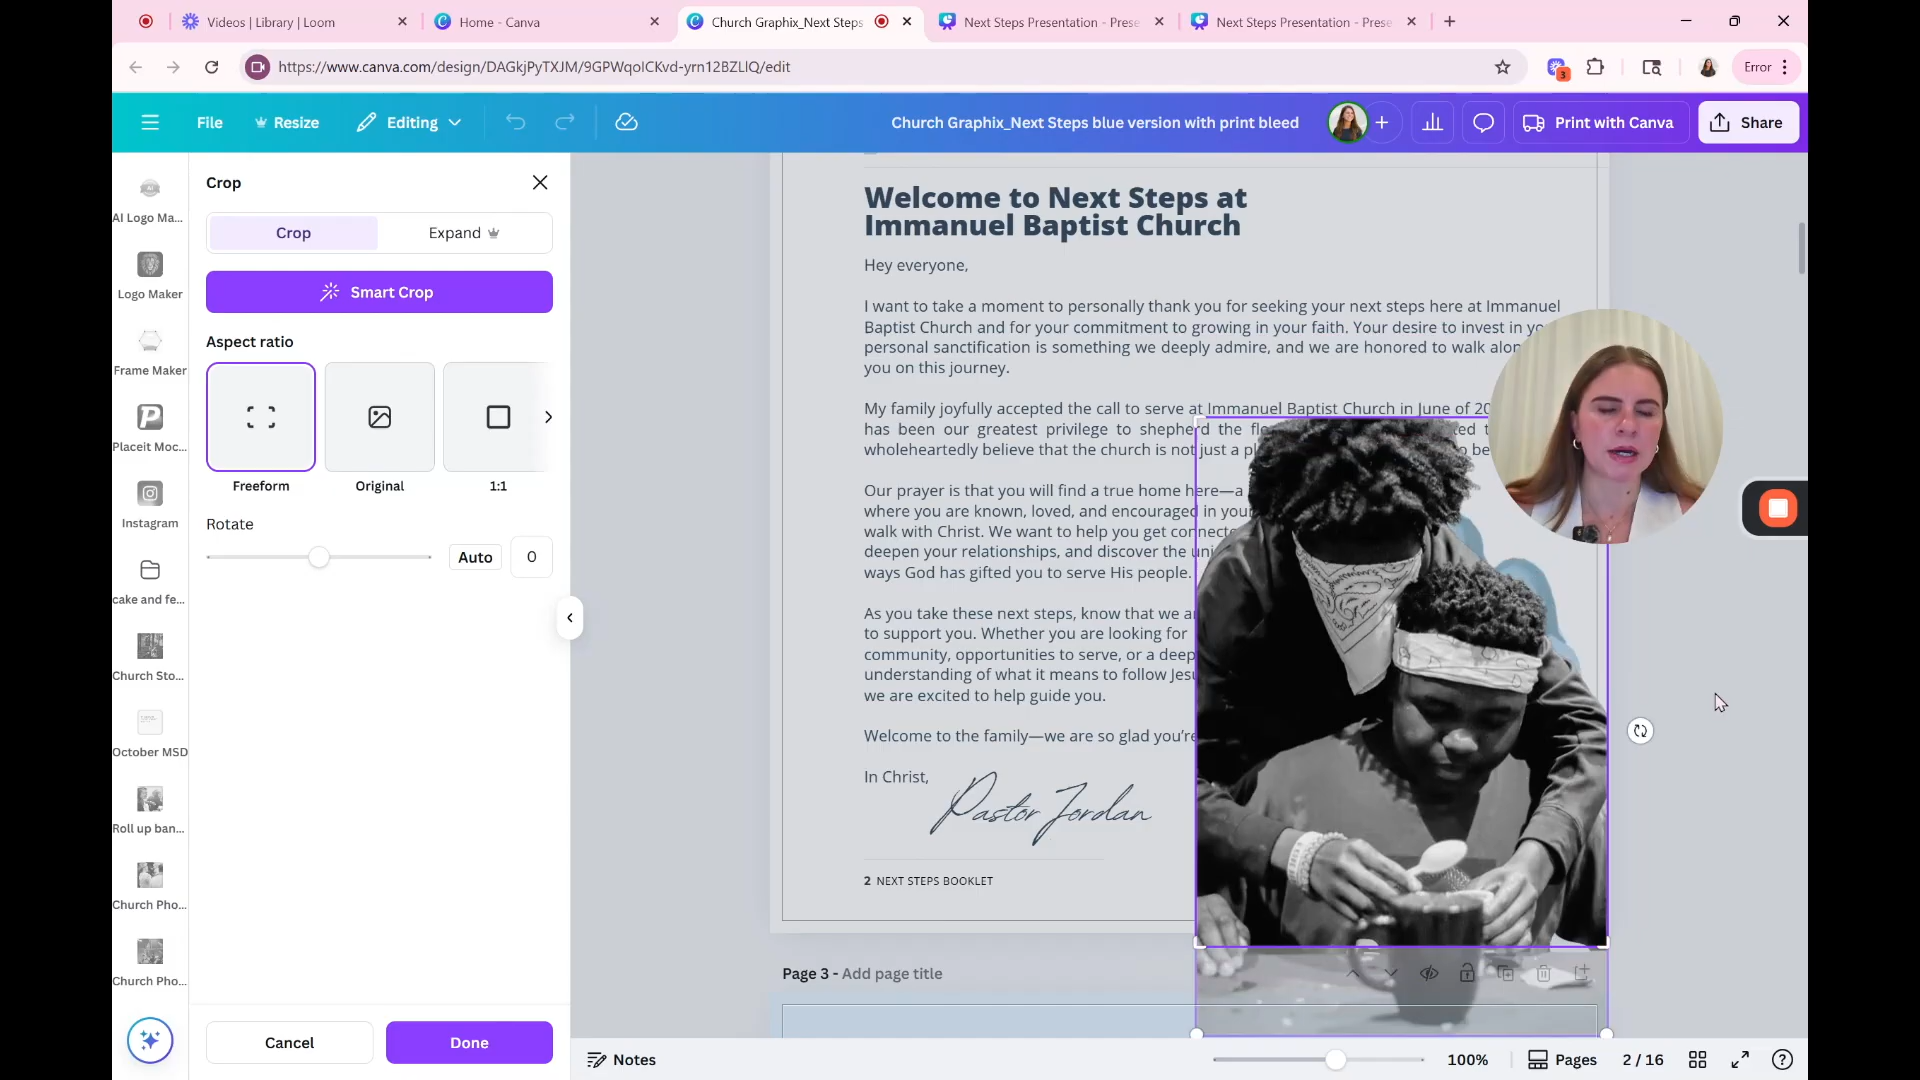 Videos | Library | Loom
Home - Canva
Church Graphix_Next Steps
Next Steps Presentation - Prese
Next Steps Presentation - Prese
https://www.canva.com/design/DAGkjPyTXJM/9GPWqoICKvd-yrn12BZLlQ/edit
3
Error
File
Resize
Editing
Church Graphix_Next Steps blue version with print bleed
Print with Canva
Share
AI Logo Ma...
Logo Maker
Frame Maker
Placeit Moc...
Instagram
cake and fe...
Church Sto...
October MSD
Roll up ban...
Church Pho...
Church Pho...
Crop
Crop
Expand
Smart Crop
Aspect ratio
Freeform
Original
1:1
Rotate
Auto
0
Cancel
Done
Welcome to Next Steps at
Immanuel Baptist Church
Hey everyone,
I want to take a moment to personally thank you for seeking your next steps here at Immanuel
Baptist Church and for your commitment to growing in your faith. Your desire to invest in yo
personal sanctification is something we deeply admire, and we are honored to walk alon
you on this journey.
My family joyfully accepted the call to serve at Immanuel Baptist Church in June of 20
has been our greatest privilege to shepherd the flo
wholeheartedly believe that the church is not just a pl
Our prayer is that you will find a true home here—a
where you are known, loved, and encouraged in your
walk with Christ. We want to help you get connecte
deepen your relationships, and discover the uni
ways God has gifted you to serve His people.
As you take these next steps, know that we ar
to support you. Whether you are looking for
community, opportunities to serve, or a deep
understanding of what it means to follow Jesu
we are excited to help guide you.
Welcome to the family—we are so glad you're
In Christ,
Pastor Jordan
2 NEXT STEPS BOOKLET
Page 3 - Add page title
Notes
100%
Pages
2 / 16